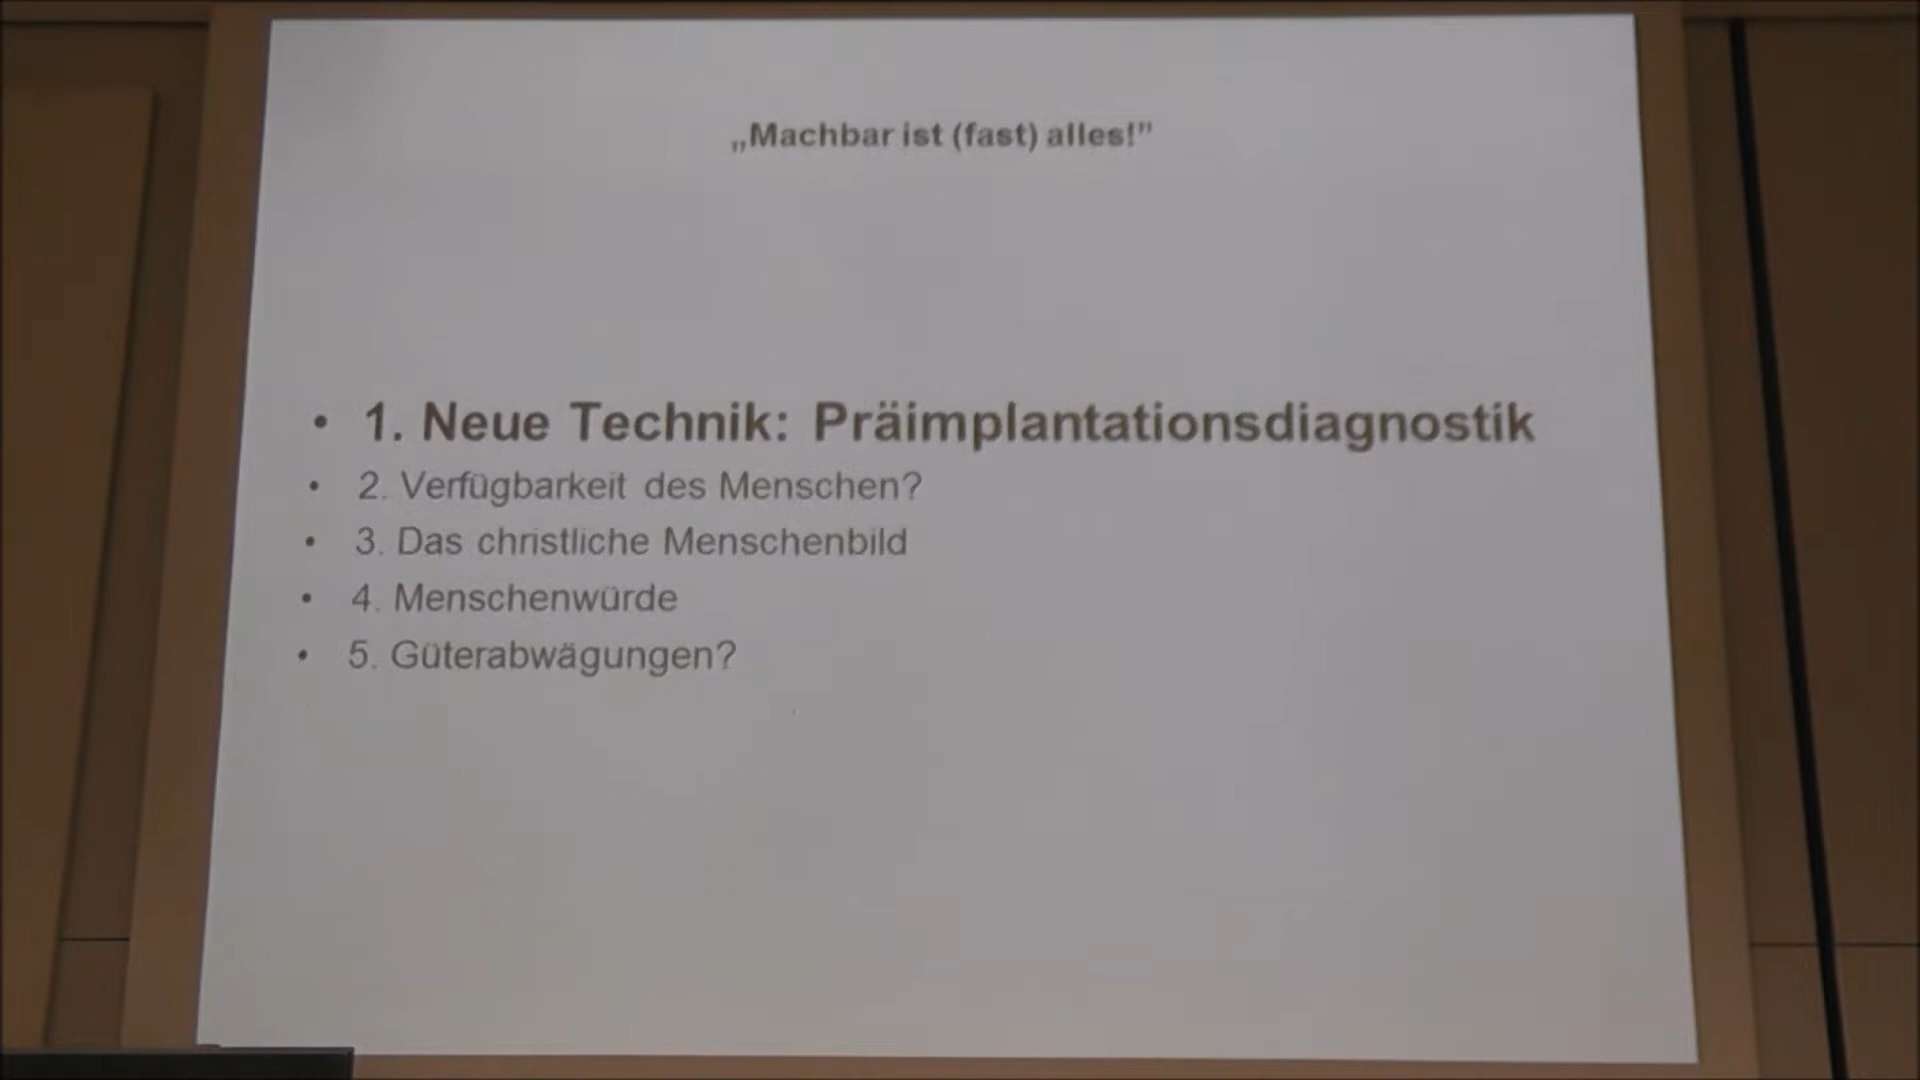 „Machbar ist (fast) alles!”
• 1. Neue Technik: Präimplantationsdiagnostik
• 2. Verfügbarkeit des Menschen?
• 3. Das christliche Menschenbild
• 4. Menschenwürde
• 5. Güterabwägungen?